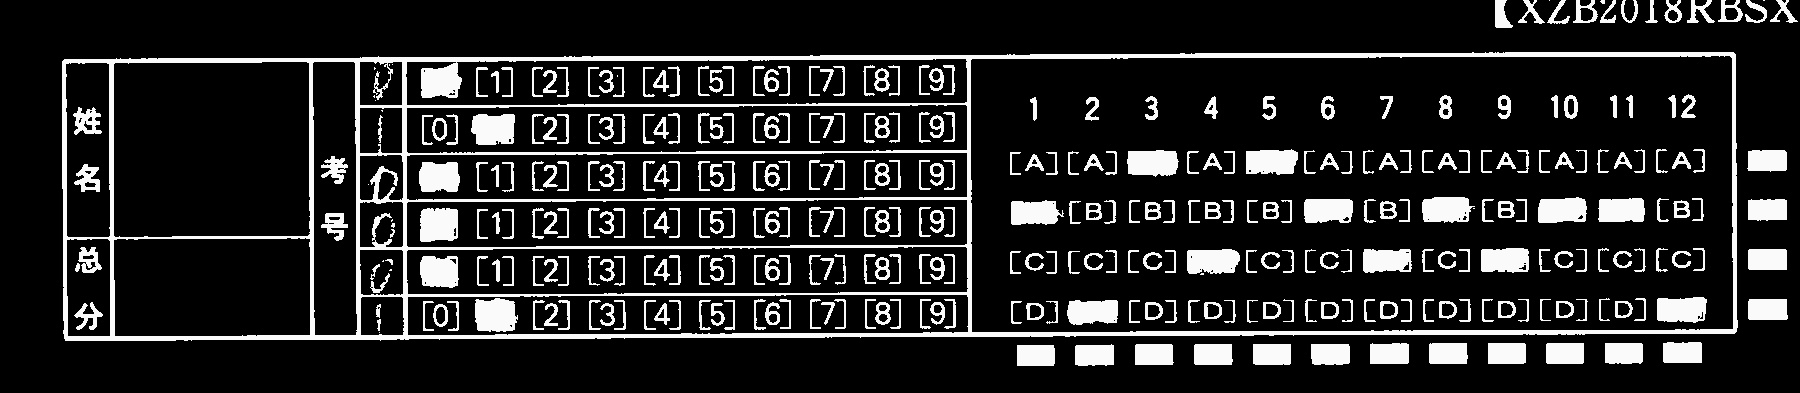 【XZB2018RBSX
姓名
总分
考号
0 [1] [2] [3] [4] [5] [6] [7] [8] [9]
1 [0] [2] [3] [4] [5] [6] [7] [8] [9]
0 [1] [2] [3] [4] [5] [6] [7] [8] [9]
0 [1] [2] [3] [4] [5] [6] [7] [8] [9]
0 [1] [2] [3] [4] [5] [6] [7] [8] [9]
1 [0] [2] [3] [4] [5] [6] [7] [8] [9]
1 2 3 4 5 6 7 8 9 10 11 12
[A] [A] [A] [A] [A] [A] [A] [A] [A] [A]
[B] [B] [B] [B] [B] [B] [B]
[C] [C] [C] [C] [C] [C] [C] [C] [C]
[D] [D] [D] [D] [D] [D] [D] [D] [D] [D]